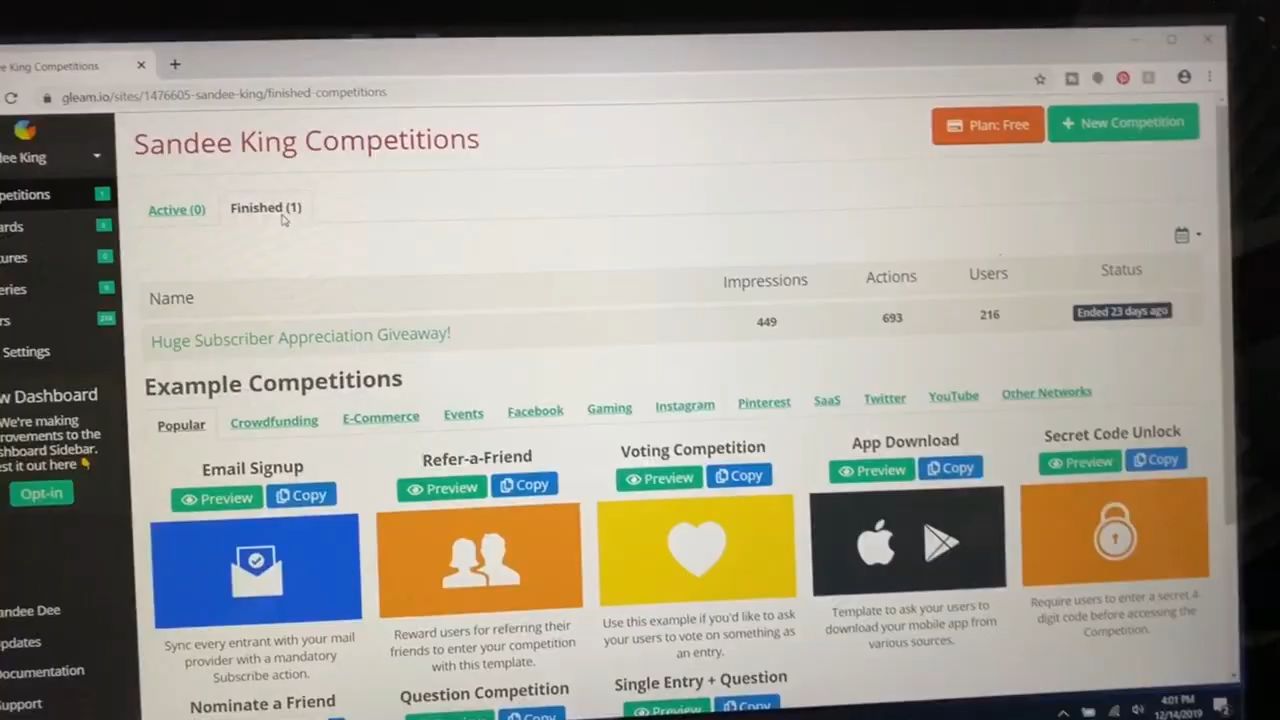 ee King Competitions
gleam.io/sites/1476605-sandee-king/finished-competitions
Sandee King Competitions
Plan: Free
+ New Competition
ee King
petitions 1
Active (0)
Finished (1)
ards
ures
eries
rs
Settings
Name Impressions Actions Users Status
Huge Subscriber Appreciation Giveaway! 449 693 216 Ended 23 days ago
w Dashboard
We're making
rovements to the
shboard Sidebar.
est it out here
Opt-in
Example Competitions
Popular Crowdfunding E-Commerce Events Facebook Gaming Instagram Pinterest SaaS Twitter YouTube Other Networks
Email Signup
Preview Copy
Sync every entrant with your mail
provider with a mandatory
Subscribe action.
Refer-a-Friend
Preview Copy
Reward users for referring their
friends to enter your competition
with this template.
Voting Competition
Preview Copy
Use this example if you'd like to ask
your users to vote on something as
an entry.
App Download
Preview Copy
Template to ask your users to
download your mobile app from
various sources.
Secret Code Unlock
Preview Copy
Require users to enter a secret 4
digit code before accessing the
Competition.
Nominate a Friend
Question Competition
Copy
Single Entry + Question
Preview Copy
andee Dee
pdates
ocumentation
upport
4:01 PM
12/14/2019